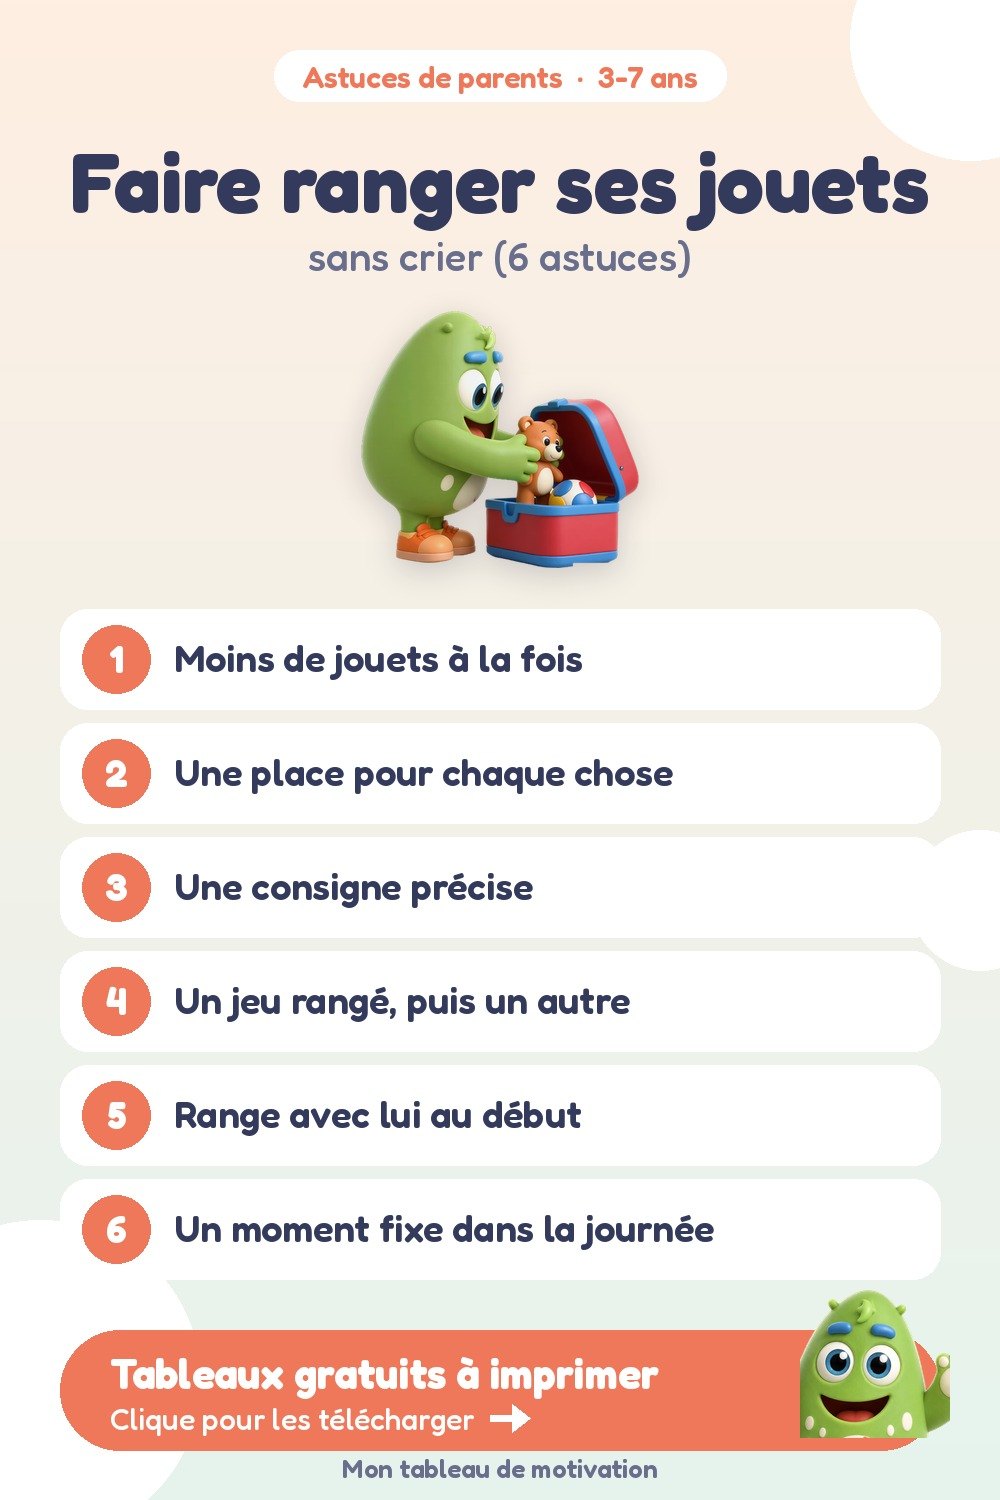 Astuces de parents · 3-7 ans
Faire ranger ses jouets
sans crier (6 astuces)
1 Moins de jouets à la fois
2 Une place pour chaque chose
3 Une consigne précise
4 Un jeu rangé, puis un autre
5 Range avec lui au début
6 Un moment fixe dans la journée
Tableaux gratuits à imprimer
Clique pour les télécharger →
Mon tableau de motivation